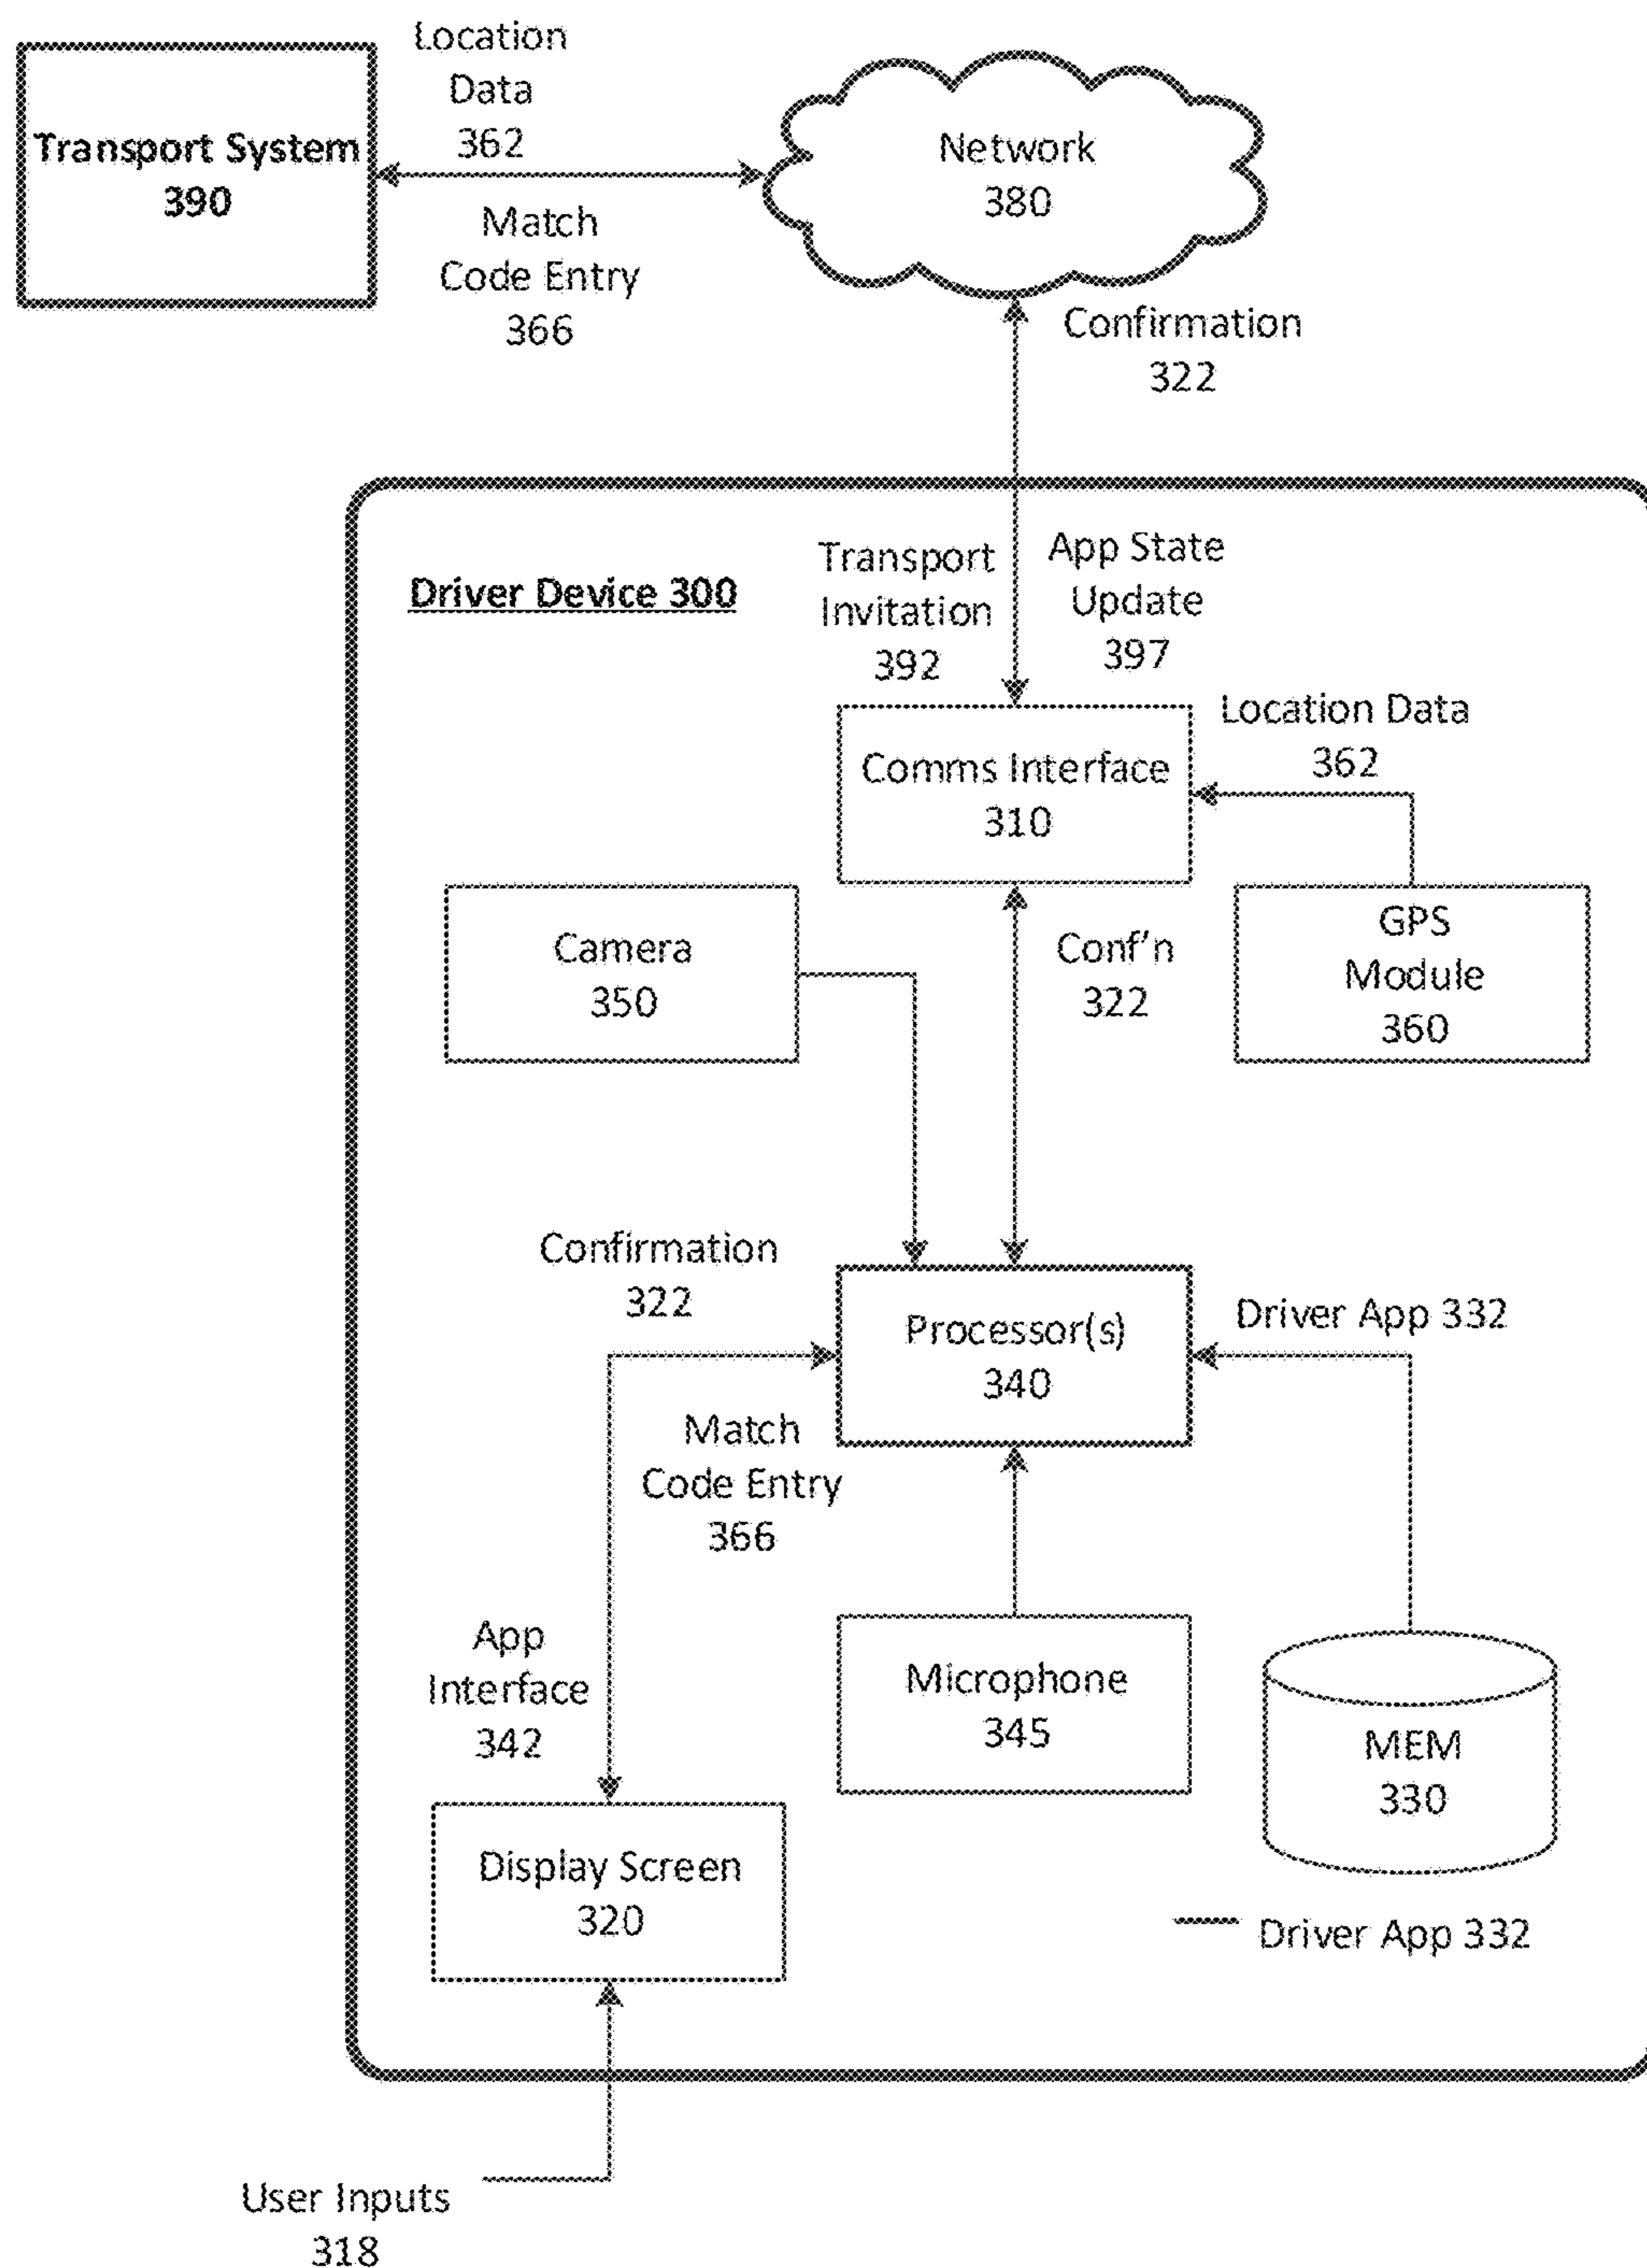 Location
Data
362
Transport System
390
Match
Code Entry
366
Network
380
Confirmation
322
Driver Device 300
Transport
Invitation
392
App State
Update
397
Comms Interface
310
Location Data
362
Camera
350
Conf'n
322
GPS
Module
360
Confirmation
322
Processor(s)
340
Driver App 332
Match
Code Entry
366
App
Interface
342
Microphone
345
MEM
330
Display Screen
320
Driver App 332
User Inputs
318